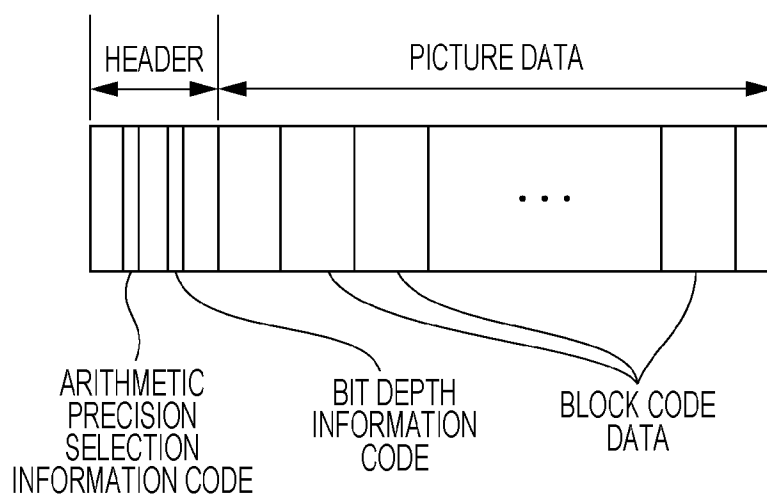 HEADER
PICTURE DATA
...
ARITHMETIC
PRECISION
SELECTION
INFORMATION CODE
BIT DEPTH
INFORMATION
CODE
BLOCK CODE
DATA